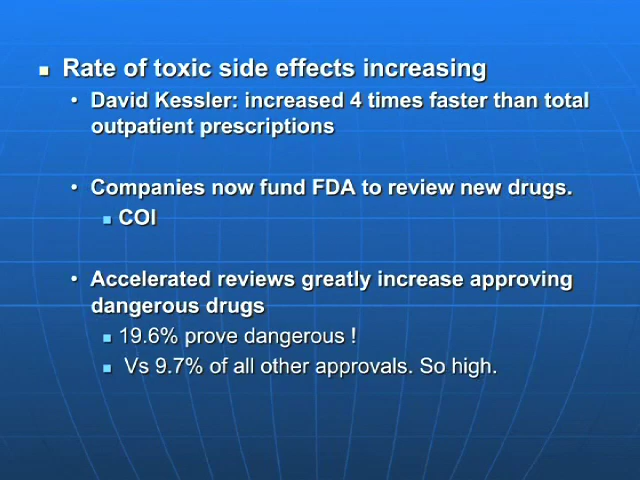 Rate of toxic side effects increasing
David Kessler: increased 4 times faster than total
outpatient prescriptions
Companies now fund FDA to review new drugs.
COI
Accelerated reviews greatly increase approving
dangerous drugs
19.6% prove dangerous !
Vs 9.7% of all other approvals. So high.